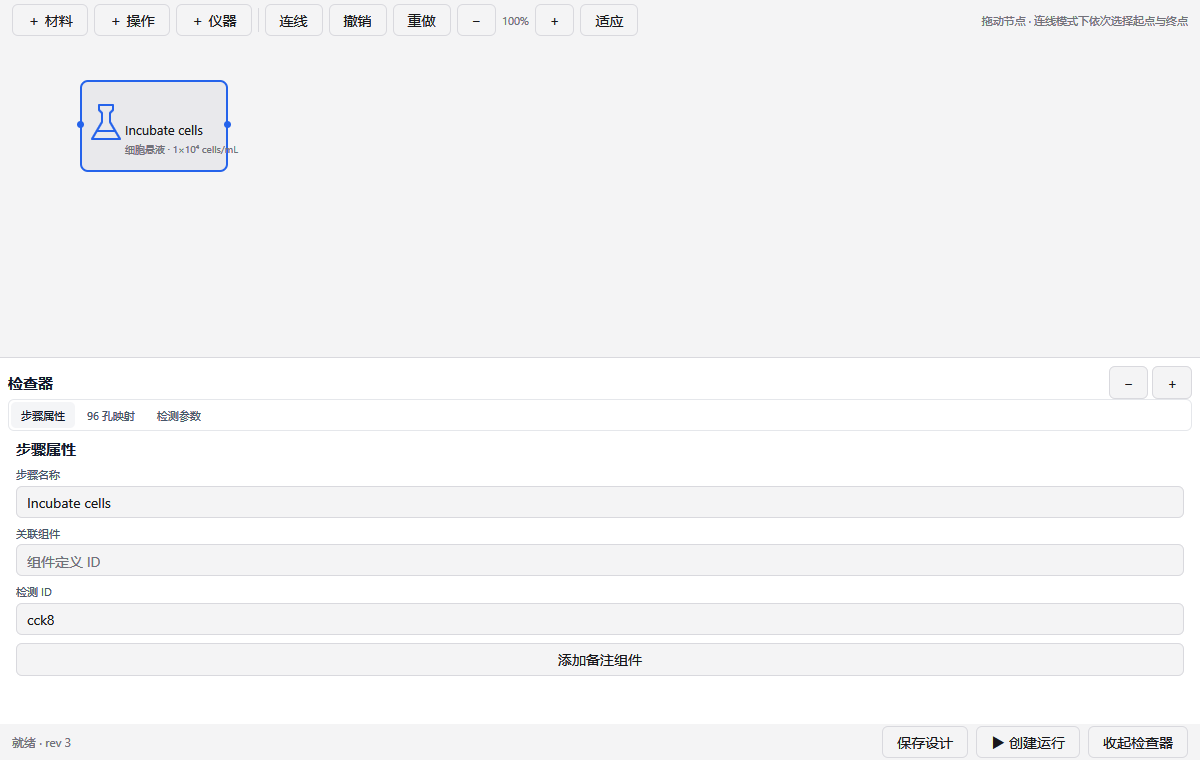 + 材料 + 操作 + 仪器 连线 撤销 重做 − 100% + 适应 拖动节点 · 连线模式下依次选择起点与终点
Incubate cells
细胞悬液 · 1×10⁴ cells/mL
检查器 − +
步骤属性 96 孔映射 检测参数
步骤属性
步骤名称
Incubate cells
关联组件
组件定义 ID
检测 ID
cck8
添加备注组件
就绪 · rev 3 保存设计 ▶ 创建运行 收起检查器